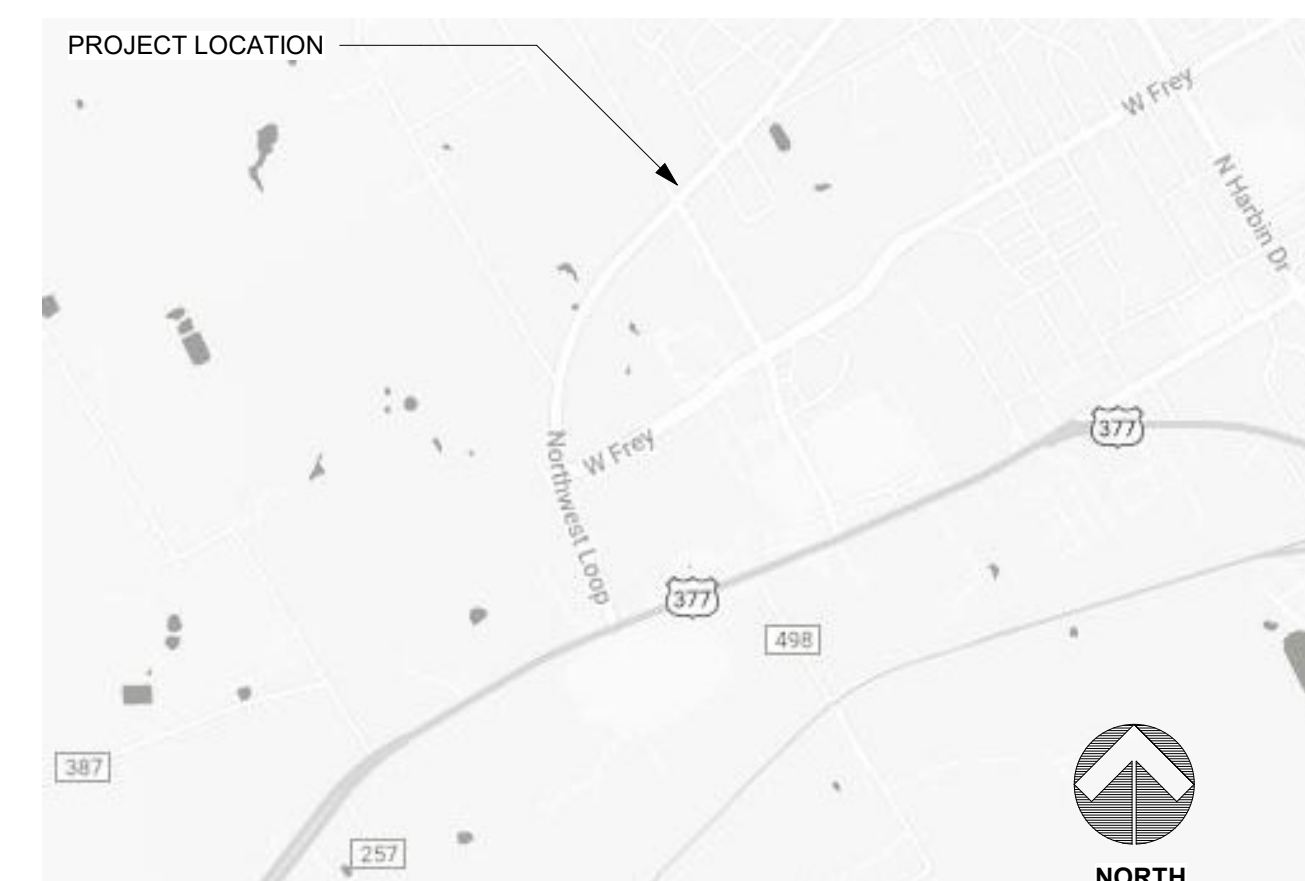 PROJECT LOCATION
W Frey
N Harbin Dr
377
W Frey
Northwest Loop
377
498
387
257
NORTH